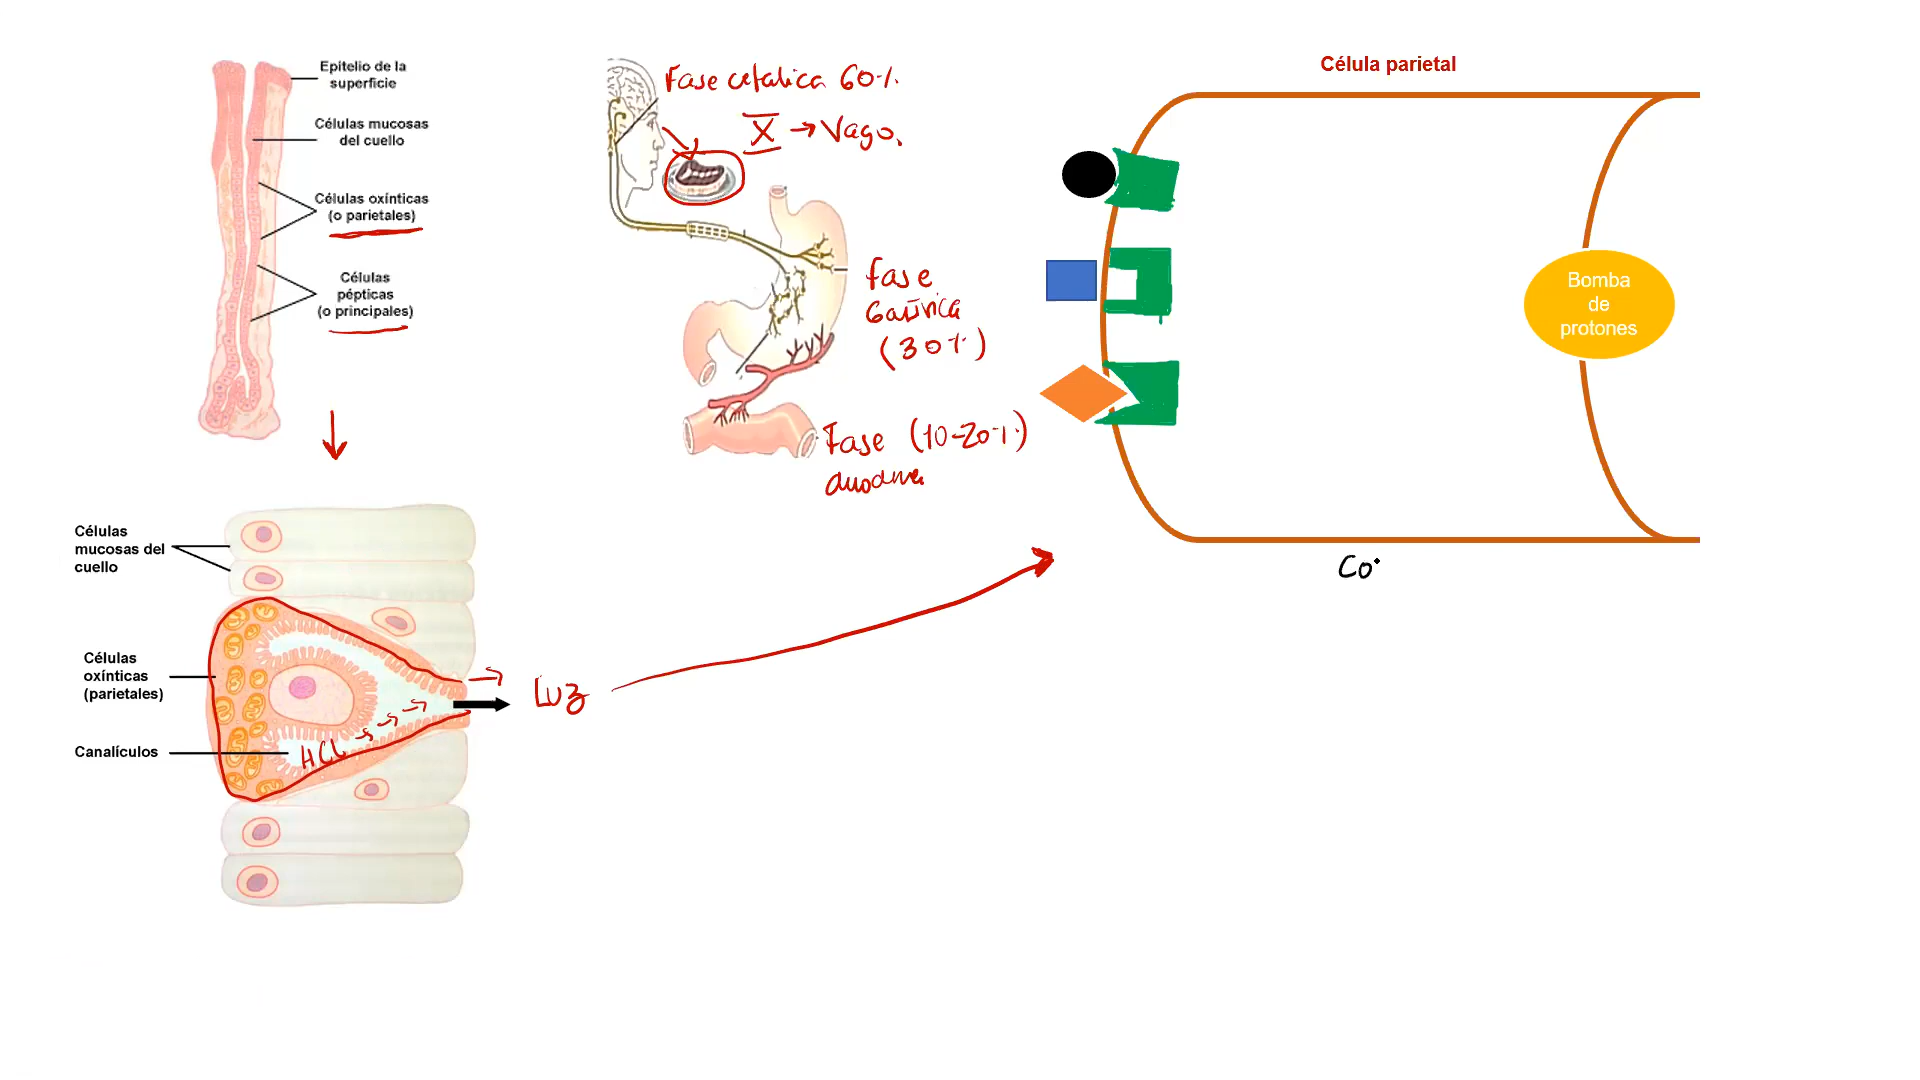 Epitelio de la
superficie
Células mucosas
del cuello
Células oxínticas
(o parietales)
Células
pépticas
(o principales)
Fase cefalica 60%.
X → Vago.
fase
Gastrica
(30%)
Fase (10-20%)
Célula parietal
Bomba
de
protones
Co
Células
mucosas del
cuello
Células
oxínticas
(parietales)
Canalículos
HCL
Luz